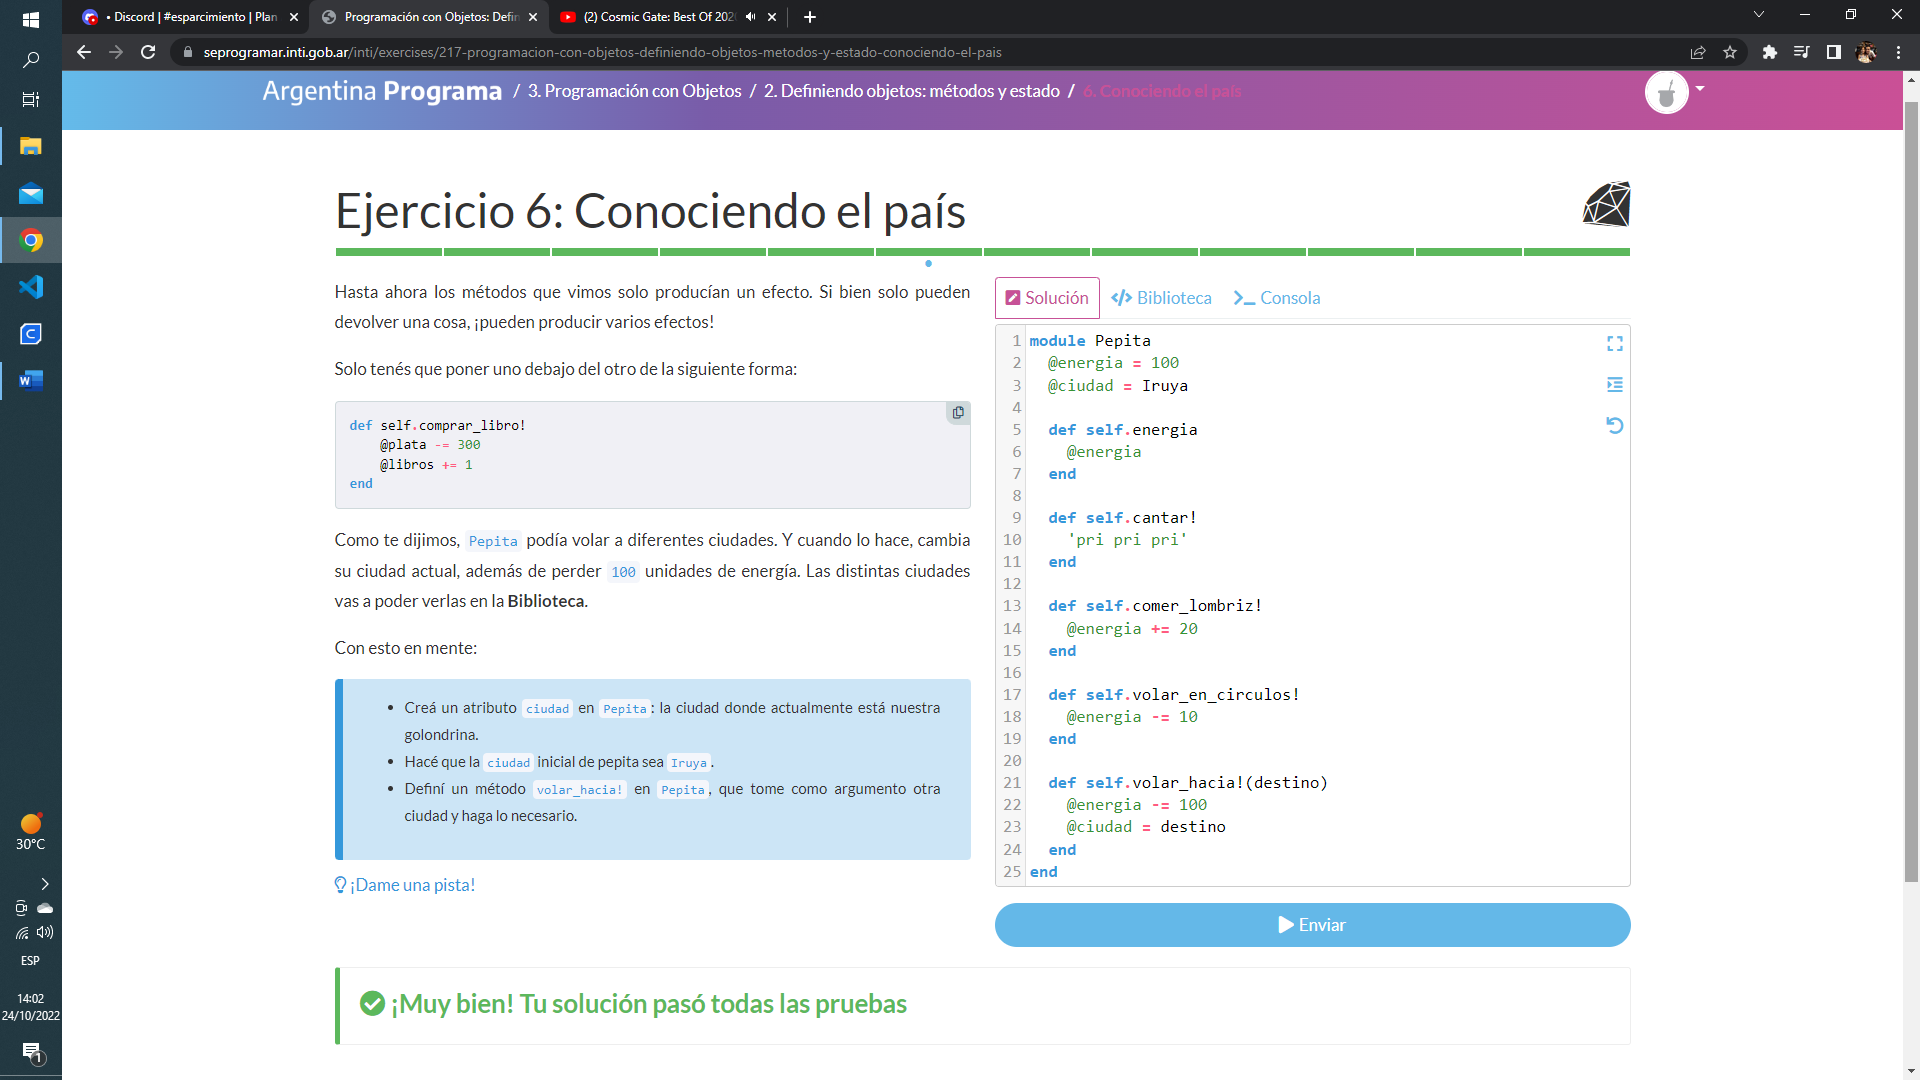 • Discord | #esparcimiento | Plan
Programación con Objetos: Defin
(2) Cosmic Gate: Best Of 202
seprogramar.inti.gob.ar/inti/exercises/217-programacion-con-objetos-definiendo-objetos-metodos-y-estado-conociendo-el-pais
Argentina Programa / 3. Programación con Objetos / 2. Definiendo objetos: métodos y estado / 6. Conociendo el país
Ejercicio 6: Conociendo el país
Hasta ahora los métodos que vimos solo producían un efecto. Si bien solo pueden
devolver una cosa, ¡pueden producir varios efectos!
Solo tenés que poner uno debajo del otro de la siguiente forma:
def self.comprar_libro!
    @plata -= 300
    @libros += 1
end
Como te dijimos, Pepita podía volar a diferentes ciudades. Y cuando lo hace, cambia
su ciudad actual, además de perder 100 unidades de energía. Las distintas ciudades
vas a poder verlas en la Biblioteca.
Con esto en mente:
• Creá un atributo ciudad en Pepita: la ciudad donde actualmente está nuestra
golondrina.
• Hacé que la ciudad inicial de pepita sea Iruya.
• Definí un método volar_hacia! en Pepita, que tome como argumento otra
ciudad y haga lo necesario.
¡Dame una pista!
Solución </> Biblioteca >_ Consola
1 module Pepita
2   @energia = 100
3   @ciudad = Iruya
4
5   def self.energia
6     @energia
7   end
8
9   def self.cantar!
10     'pri pri pri'
11   end
12
13   def self.comer_lombriz!
14     @energia += 20
15   end
16
17   def self.volar_en_circulos!
18     @energia -= 10
19   end
20
21   def self.volar_hacia!(destino)
22     @energia -= 100
23     @ciudad = destino
24   end
25 end
Enviar
¡Muy bien! Tu solución pasó todas las pruebas
30°C
ESP
14:02
24/10/2022
1